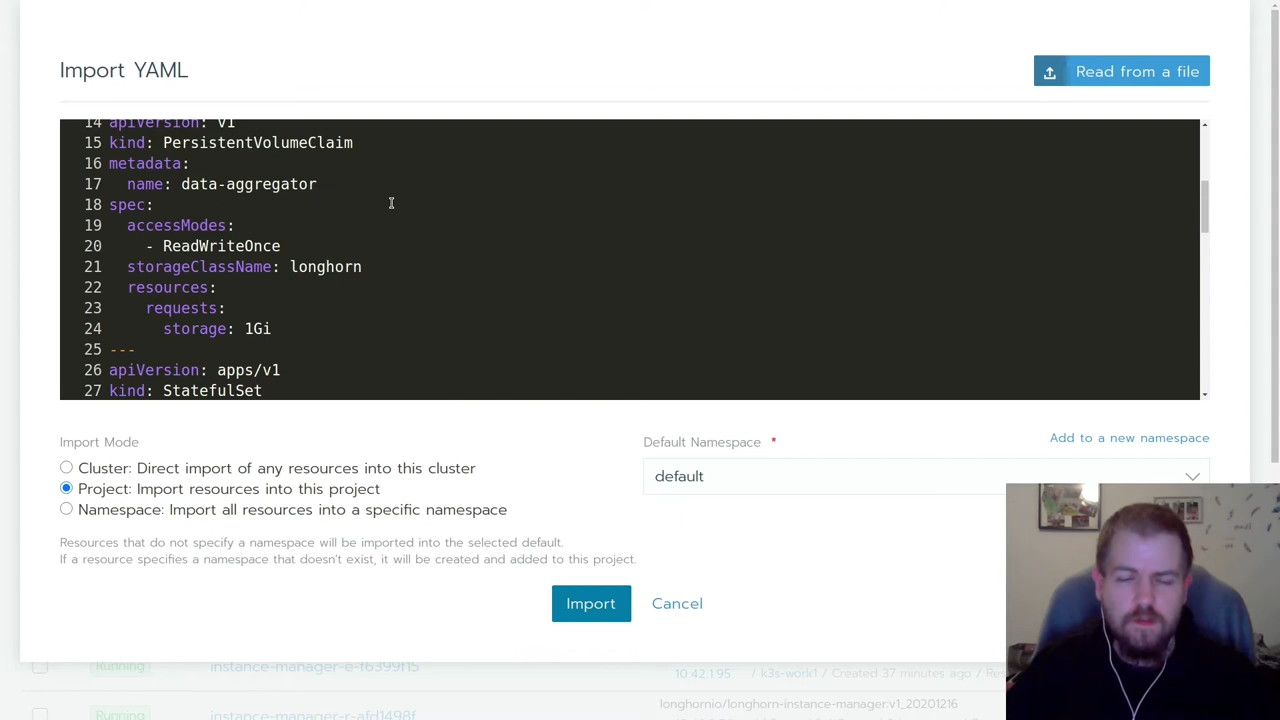 Import YAML
Read from a file
14 apiVersion: v1
15 kind: PersistentVolumeClaim
16 metadata:
17 name: data-aggregator
18 spec:
19 accessModes:
20 - ReadWriteOnce
21 storageClassName: longhorn
22 resources:
23 requests:
24 storage: 1Gi
25 ---
26 apiVersion: apps/v1
27 kind: StatefulSet
Import Mode
Cluster: Direct import of any resources into this cluster
Project: Import resources into this project
Namespace: Import all resources into a specific namespace
Resources that do not specify a namespace will be imported into the selected default.
If a resource specifies a namespace that doesn't exist, it will be created and added to this project.
Default Namespace *
Add to a new namespace
default
Import
Cancel
Running
instance-manager-e-f6399f15
10.42.1.95 / k3s-work1 / Created 37 minutes ago /
longhornio/longhorn-instance-manager:v1_20201216
Running
instance-manager-r-afd1498f